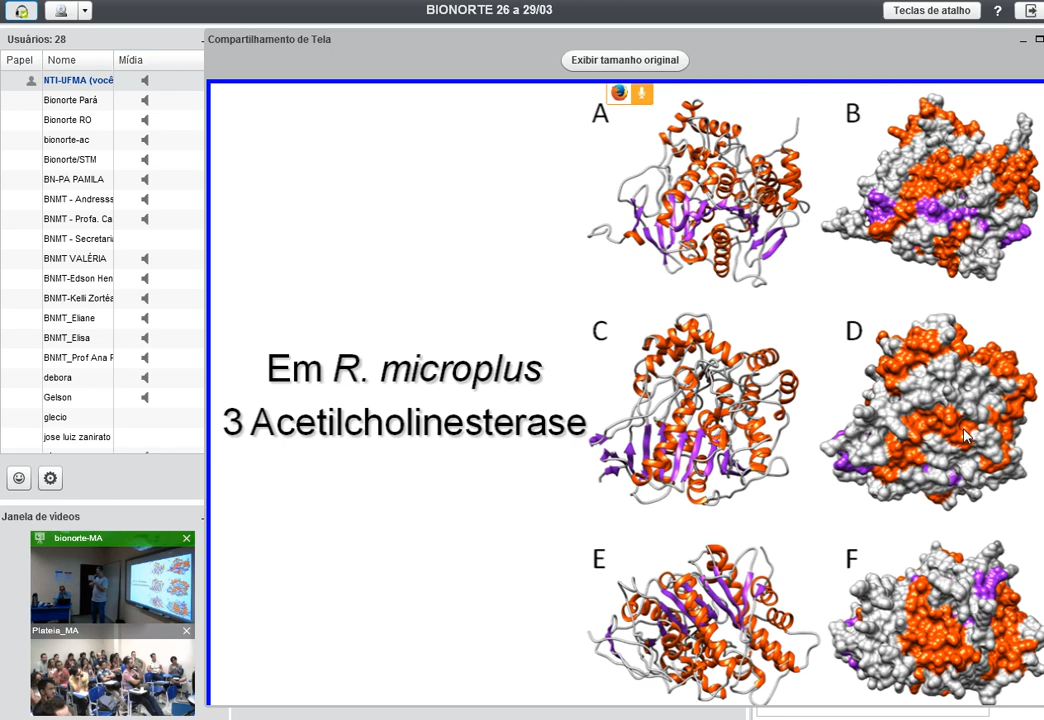 BIONORTE 26 a 29/03
Teclas de atalho
?
Usuários: 28
Papel Nome Mídia
NTI-UFMA (você
Bionorte Pará
Bionorte RO
bionorte-ac
Bionorte/STM
BN-PA PAMILA
BNMT - Andresss
BNMT - Profa. Ca
BNMT - Secretari
BNMT VALÉRIA
BNMT-Edson Hen
BNMT-Kelli Zortéa
BNMT_Eliane
BNMT_Elisa
BNMT_Prof Ana F
debora
Gelson
glecio
jose luiz zanirato
Janela de videos
bionorte-MA
Plateia_MA
Compartilhamento de Tela
Exibir tamanho original
A
B
C
D
Em R. microplus
3 Acetilcholinesterase
E
F